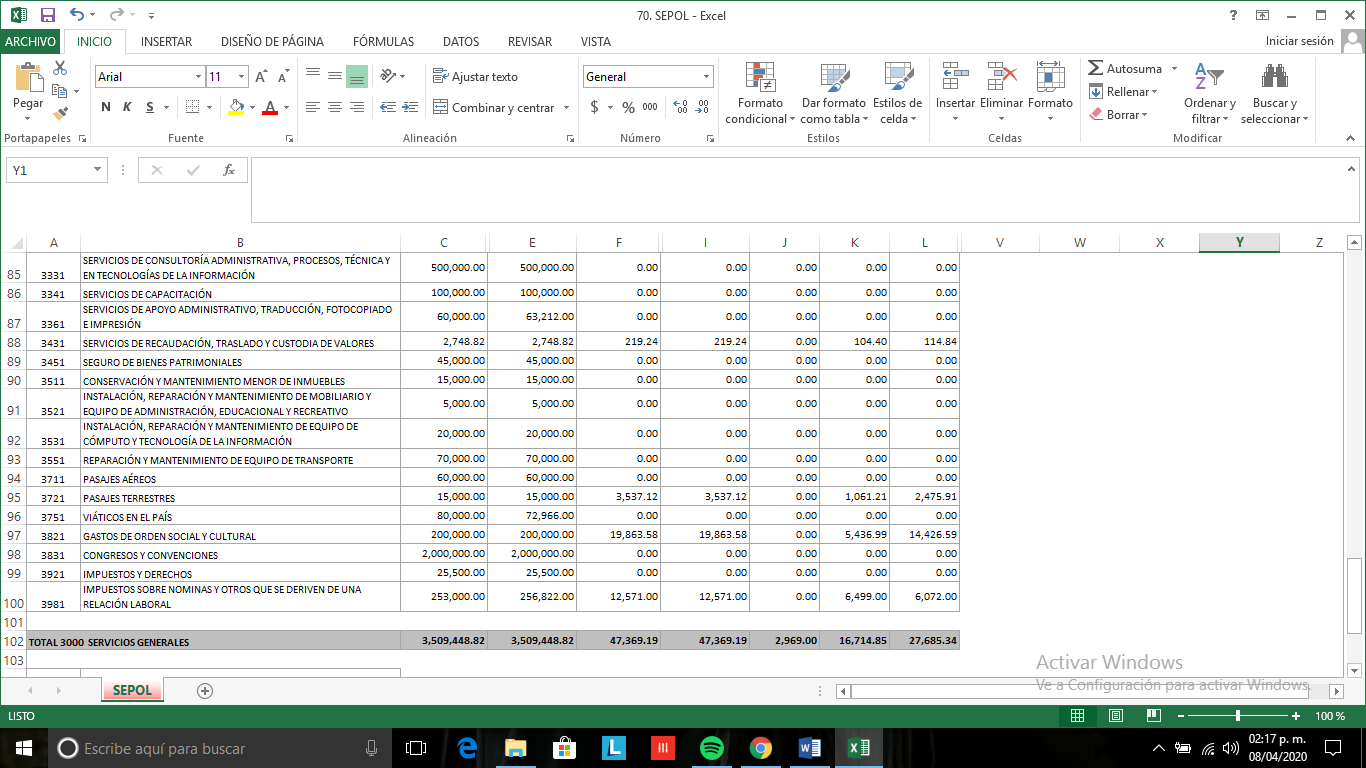 70. SEPOL - Excel
ARCHIVO INICIO INSERTAR DISEÑO DE PÁGINA FÓRMULAS DATOS REVISAR VISTA Iniciar sesión
Pegar
Arial 11
N K S
Ajustar texto
Combinar y centrar
General
$ % 000
Formato condicional
Dar formato como tabla
Estilos de celda
Insertar Eliminar Formato
Autosuma
Rellenar
Borrar
Ordenar y filtrar
Buscar y seleccionar
Portapapeles Fuente Alineación Número Estilos Celdas Modificar
Y1 fx
A B C E F I J K L V W X Y Z
85 3331 SERVICIOS DE CONSULTORÍA ADMINISTRATIVA, PROCESOS, TÉCNICA Y
EN TECNOLOGÍAS DE LA INFORMACIÓN 500,000.00 500,000.00 0.00 0.00 0.00 0.00 0.00
86 3341 SERVICIOS DE CAPACITACIÓN 100,000.00 100,000.00 0.00 0.00 0.00 0.00 0.00
87 3361 SERVICIOS DE APOYO ADMINISTRATIVO, TRADUCCIÓN, FOTOCOPIADO
E IMPRESIÓN 60,000.00 63,212.00 0.00 0.00 0.00 0.00 0.00
88 3431 SERVICIOS DE RECAUDACIÓN, TRASLADO Y CUSTODIA DE VALORES 2,748.82 2,748.82 219.24 219.24 0.00 104.40 114.84
89 3451 SEGURO DE BIENES PATRIMONIALES 45,000.00 45,000.00 0.00 0.00 0.00 0.00 0.00
90 3511 CONSERVACIÓN Y MANTENIMIENTO MENOR DE INMUEBLES 15,000.00 15,000.00 0.00 0.00 0.00 0.00 0.00
91 3521 INSTALACIÓN, REPARACIÓN Y MANTENIMIENTO DE MOBILIARIO Y
EQUIPO DE ADMINISTRACIÓN, EDUCACIONAL Y RECREATIVO 5,000.00 5,000.00 0.00 0.00 0.00 0.00 0.00
92 3531 INSTALACIÓN, REPARACIÓN Y MANTENIMIENTO DE EQUIPO DE
CÓMPUTO Y TECNOLOGÍA DE LA INFORMACIÓN 20,000.00 20,000.00 0.00 0.00 0.00 0.00 0.00
93 3551 REPARACIÓN Y MANTENIMIENTO DE EQUIPO DE TRANSPORTE 70,000.00 70,000.00 0.00 0.00 0.00 0.00 0.00
94 3711 PASAJES AÉREOS 60,000.00 60,000.00 0.00 0.00 0.00 0.00 0.00
95 3721 PASAJES TERRESTRES 15,000.00 15,000.00 3,537.12 3,537.12 0.00 1,061.21 2,475.91
96 3751 VIÁTICOS EN EL PAÍS 80,000.00 72,966.00 0.00 0.00 0.00 0.00 0.00
97 3821 GASTOS DE ORDEN SOCIAL Y CULTURAL 200,000.00 200,000.00 19,863.58 19,863.58 0.00 5,436.99 14,426.59
98 3831 CONGRESOS Y CONVENCIONES 2,000,000.00 2,000,000.00 0.00 0.00 0.00 0.00 0.00
99 3921 IMPUESTOS Y DERECHOS 25,500.00 25,500.00 0.00 0.00 0.00 0.00 0.00
100 3981 IMPUESTOS SOBRE NOMINAS Y OTROS QUE SE DERIVEN DE UNA
RELACIÓN LABORAL 253,000.00 256,822.00 12,571.00 12,571.00 0.00 6,499.00 6,072.00
101
102 TOTAL 3000 SERVICIOS GENERALES 3,509,448.82 3,509,448.82 47,369.19 47,369.19 2,969.00 16,714.85 27,685.34
103
Activar Windows
Ve a Configuración para activar Windows.
SEPOL
LISTO 100 %
Escribe aquí para buscar
02:17 p. m.
08/04/2020